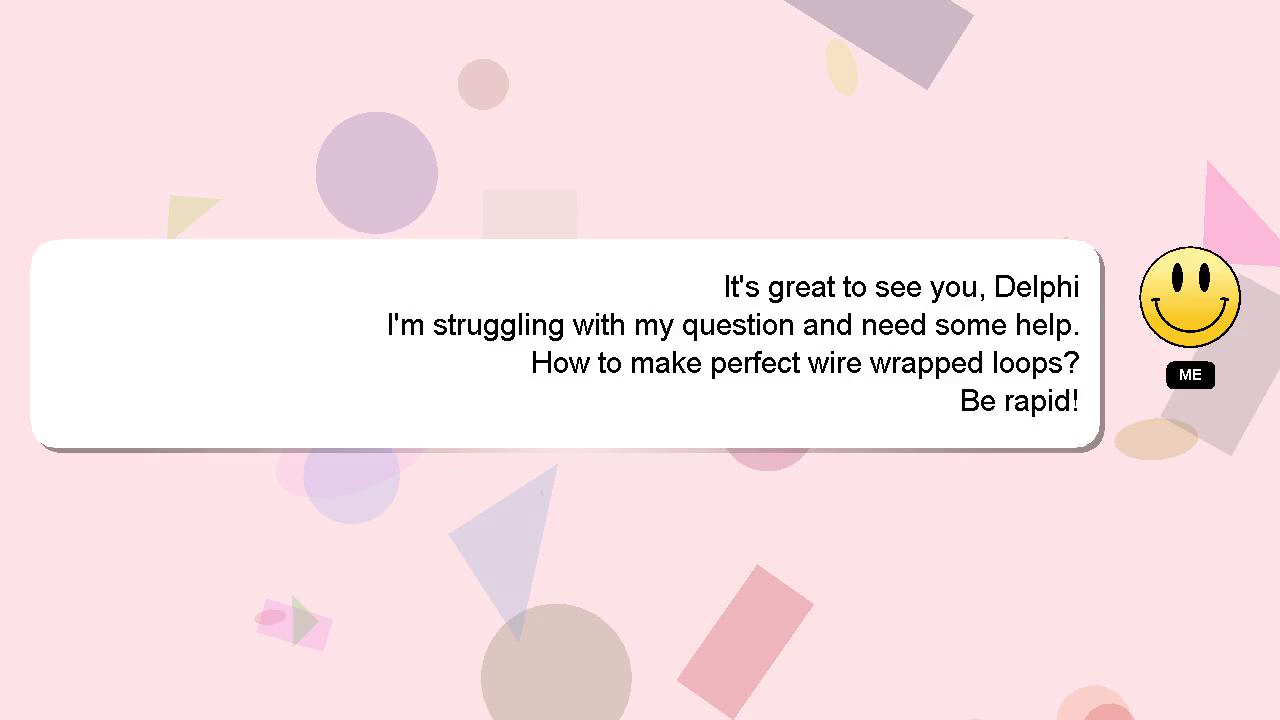 It's great to see you, Delphi
I'm struggling with my question and need some help.
How to make perfect wire wrapped loops?
Be rapid!
ME